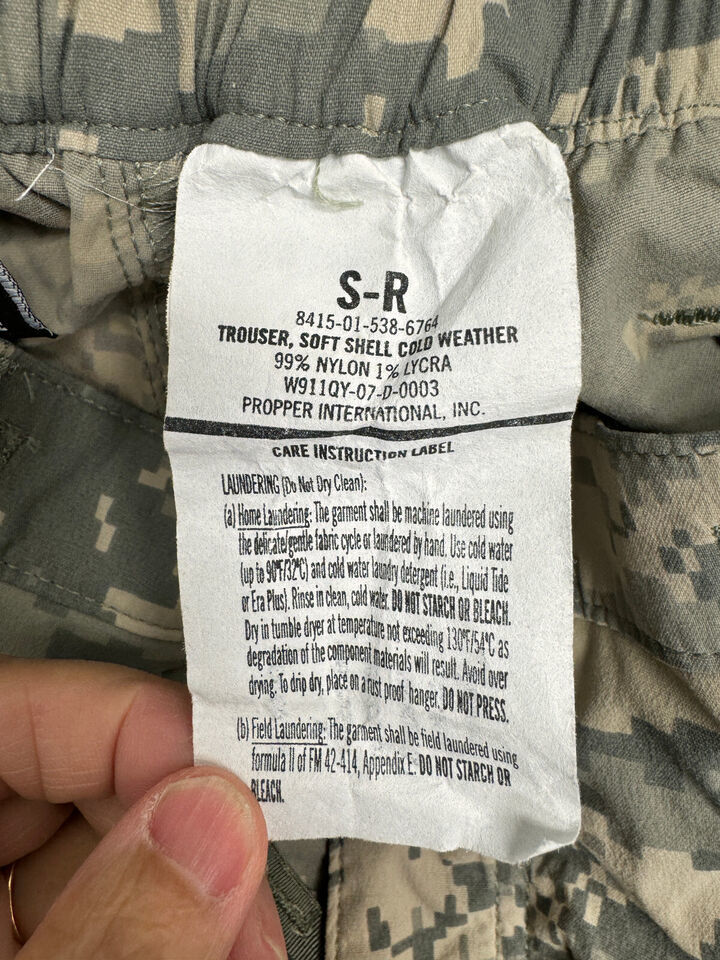 S-R
8415-01-538-6764
TROUSER, SOFT SHELL COLD WEATHER
99% NYLON 1% LYCRA
W911QY-07-D-0003
PROPPER INTERNATIONAL, INC.
CARE INSTRUCTION LABEL
LAUNDERING (Do Not Dry Clean):
(a) Home Laundering: The garment shall be machine laundered using
the delicate/gentle fabric cycle or laundered by hand. Use cold water
(up to 90°F/32°C) and cold water laundry detergent (i.e., Liquid Tide
or Era Plus). Rinse in clean, cold water. DO NOT STARCH OR BLEACH.
Dry in tumble dryer at temperature not exceeding 130°F/54°C as
degradation of the component materials will result. Avoid over
drying. To drip dry, place on a rust proof hanger. DO NOT PRESS.
(b) Field Laundering: The garment shall be field laundered using
formula II of FM 42-414, Appendix E. DO NOT STARCH OR
BLEACH.